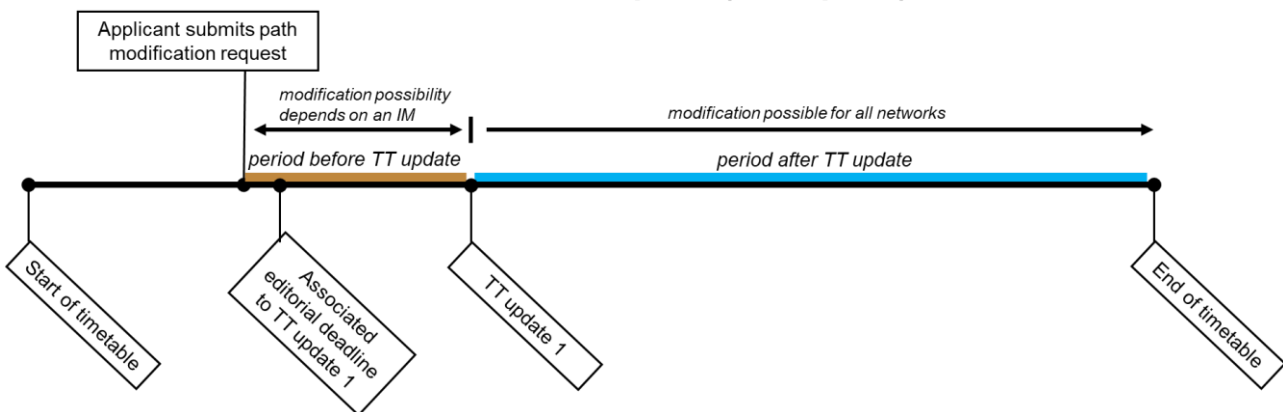 Applicant submits path
modification request
modification possibility
depends on an IM
modification possible for all networks
period before TT update
period after TT update
Start of timetable
Associated
editorial deadline
to TT update 1
TT update 1
End of timetable